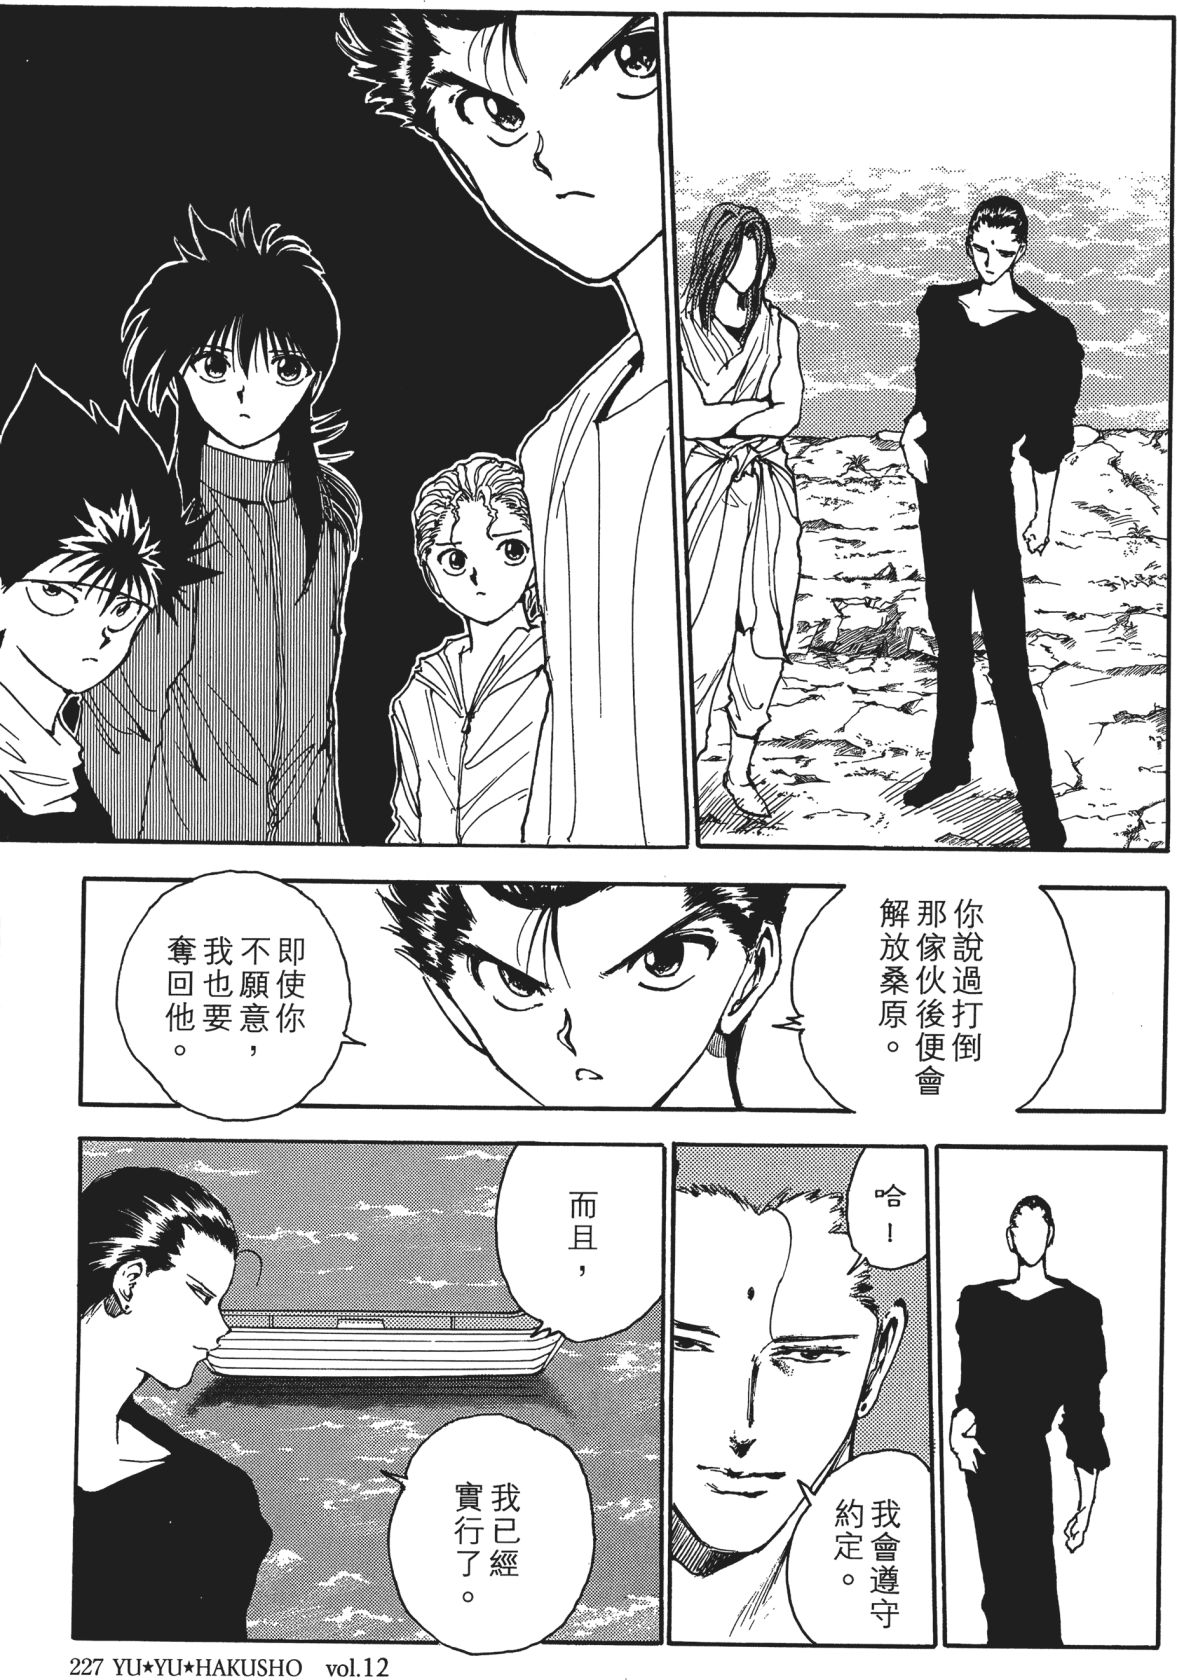 你說過打倒
那傢伙後便會
解放桑原。
即使你
不願意，
我也要
奪回他。
哈！
我會遵守
約定。
而且，
我已經
實行了。
227 YU★YU★HAKUSHO vol.12